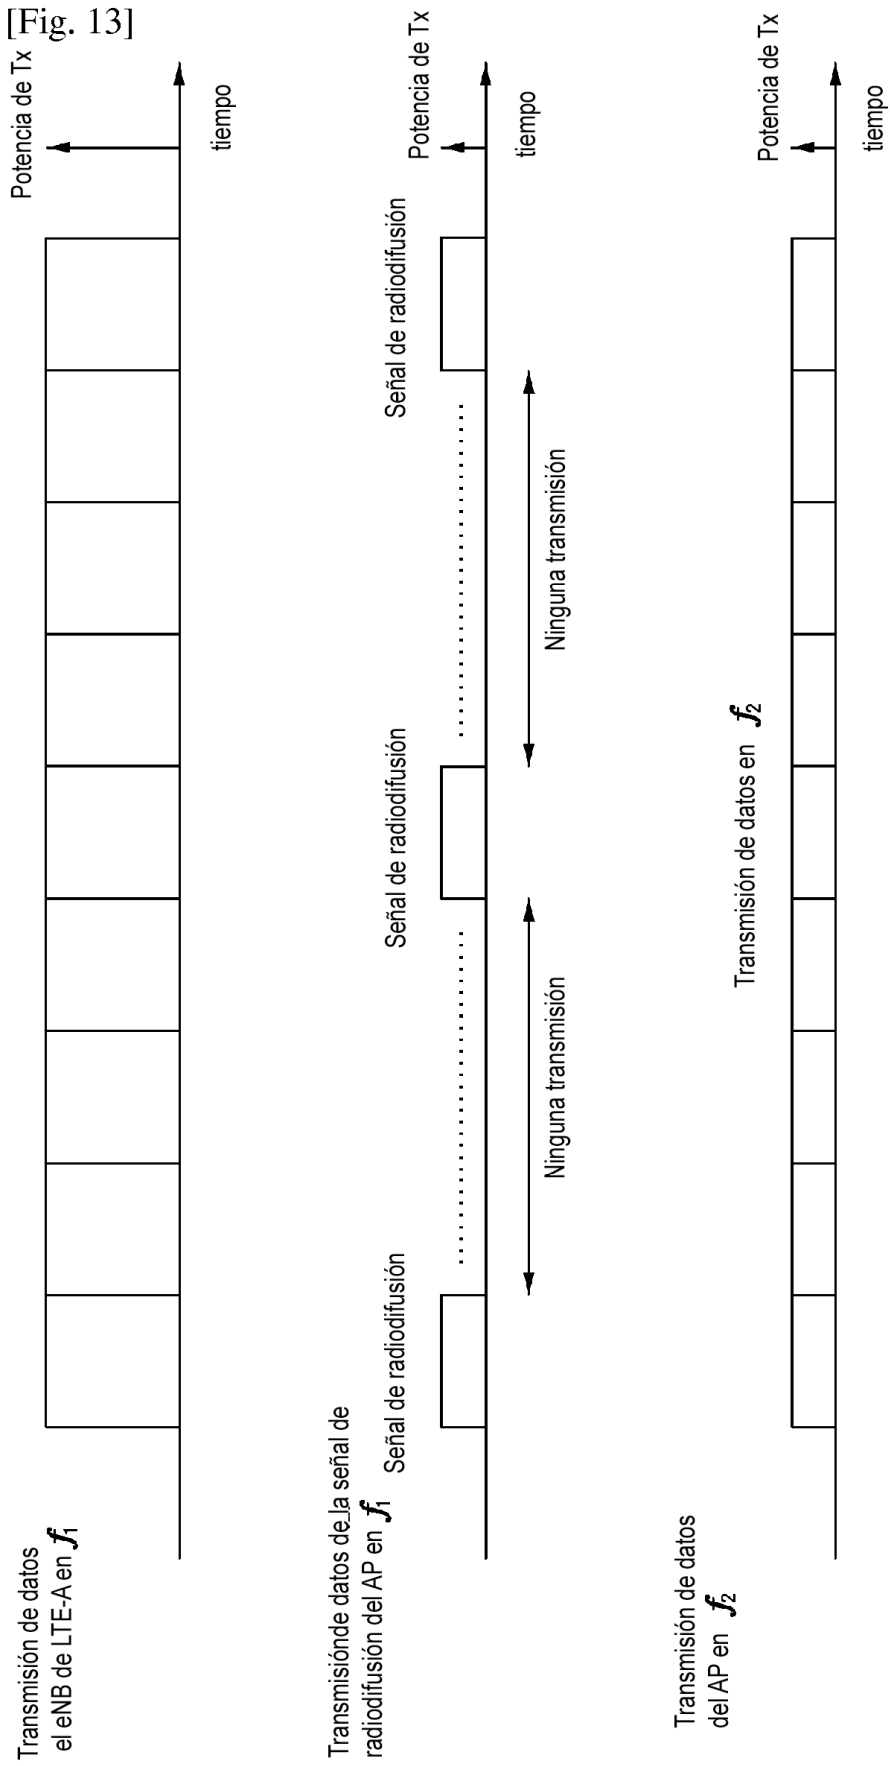 [Fig. 13]
Transmisión de datos
el eNB de LTE-A en f1
Potencia de Tx
tiempo
Transmisiónde datos de la señal de
radiodifusión del AP en f1
Señal de radiodifusión
Señal de radiodifusión
Señal de radiodifusión
Potencia de Tx
Ninguna transmisión
Ninguna transmisión
tiempo
Transmisión de datos
del AP en f2
Transmisión de datos en f2
Potencia de Tx
tiempo